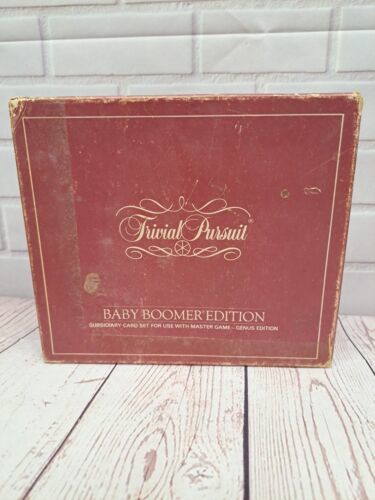 Trivial Pursuit®
BABY BOOMER EDITION
SUBSIDIARY CARD SET FOR USE WITH MASTER GAME - GENUS EDITION